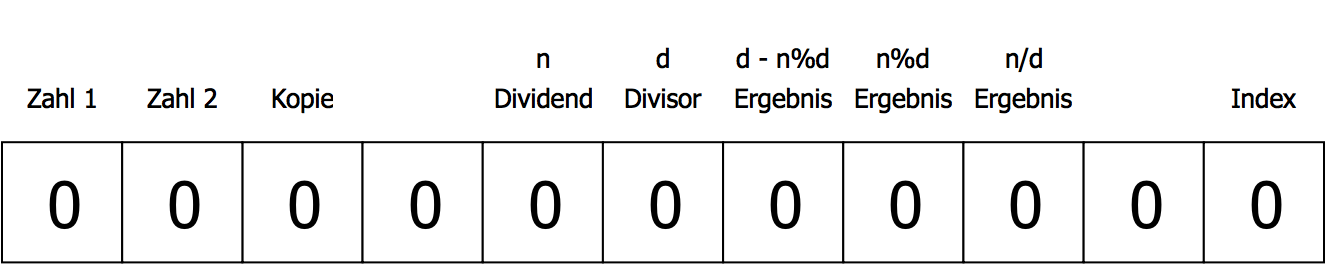 n d d - n%d n%d n/d
Zahl 1 Zahl 2 Kopie Dividend Divisor Ergebnis Ergebnis Ergebnis Index
0 0 0 0 0 0 0 0 0 0 0